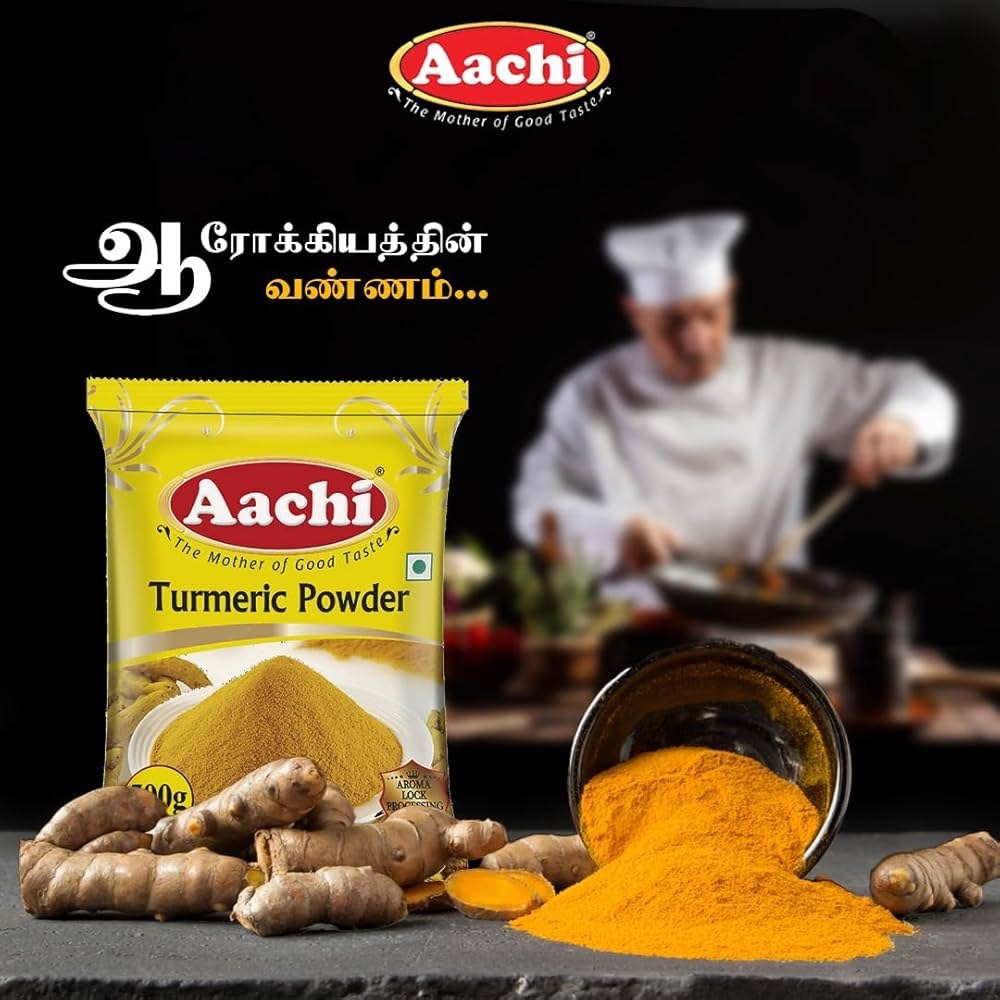 Aachi®
The Mother of Good Taste
ஆரோக்கியத்தின்
வண்ணம்...
Aachi®
The Mother of Good Taste
Turmeric Powder
AROMA
LOCK
PROCESSING